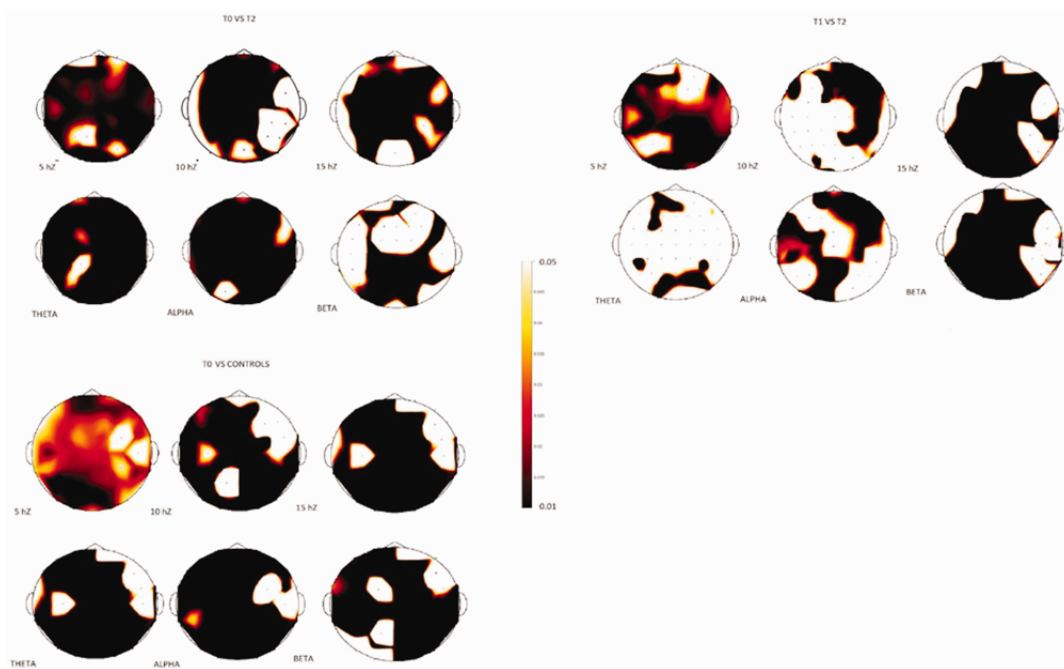 T0 VS T2
5 hZ
10 hZ
15 hZ
THETA
ALPHA
BETA
T1 VS T2
5 hZ
10 hZ
15 hZ
THETA
ALPHA
BETA
0.05
0.01
T0 VS CONTROLS
5 hZ
10 hZ
15 hZ
THETA
ALPHA
BETA